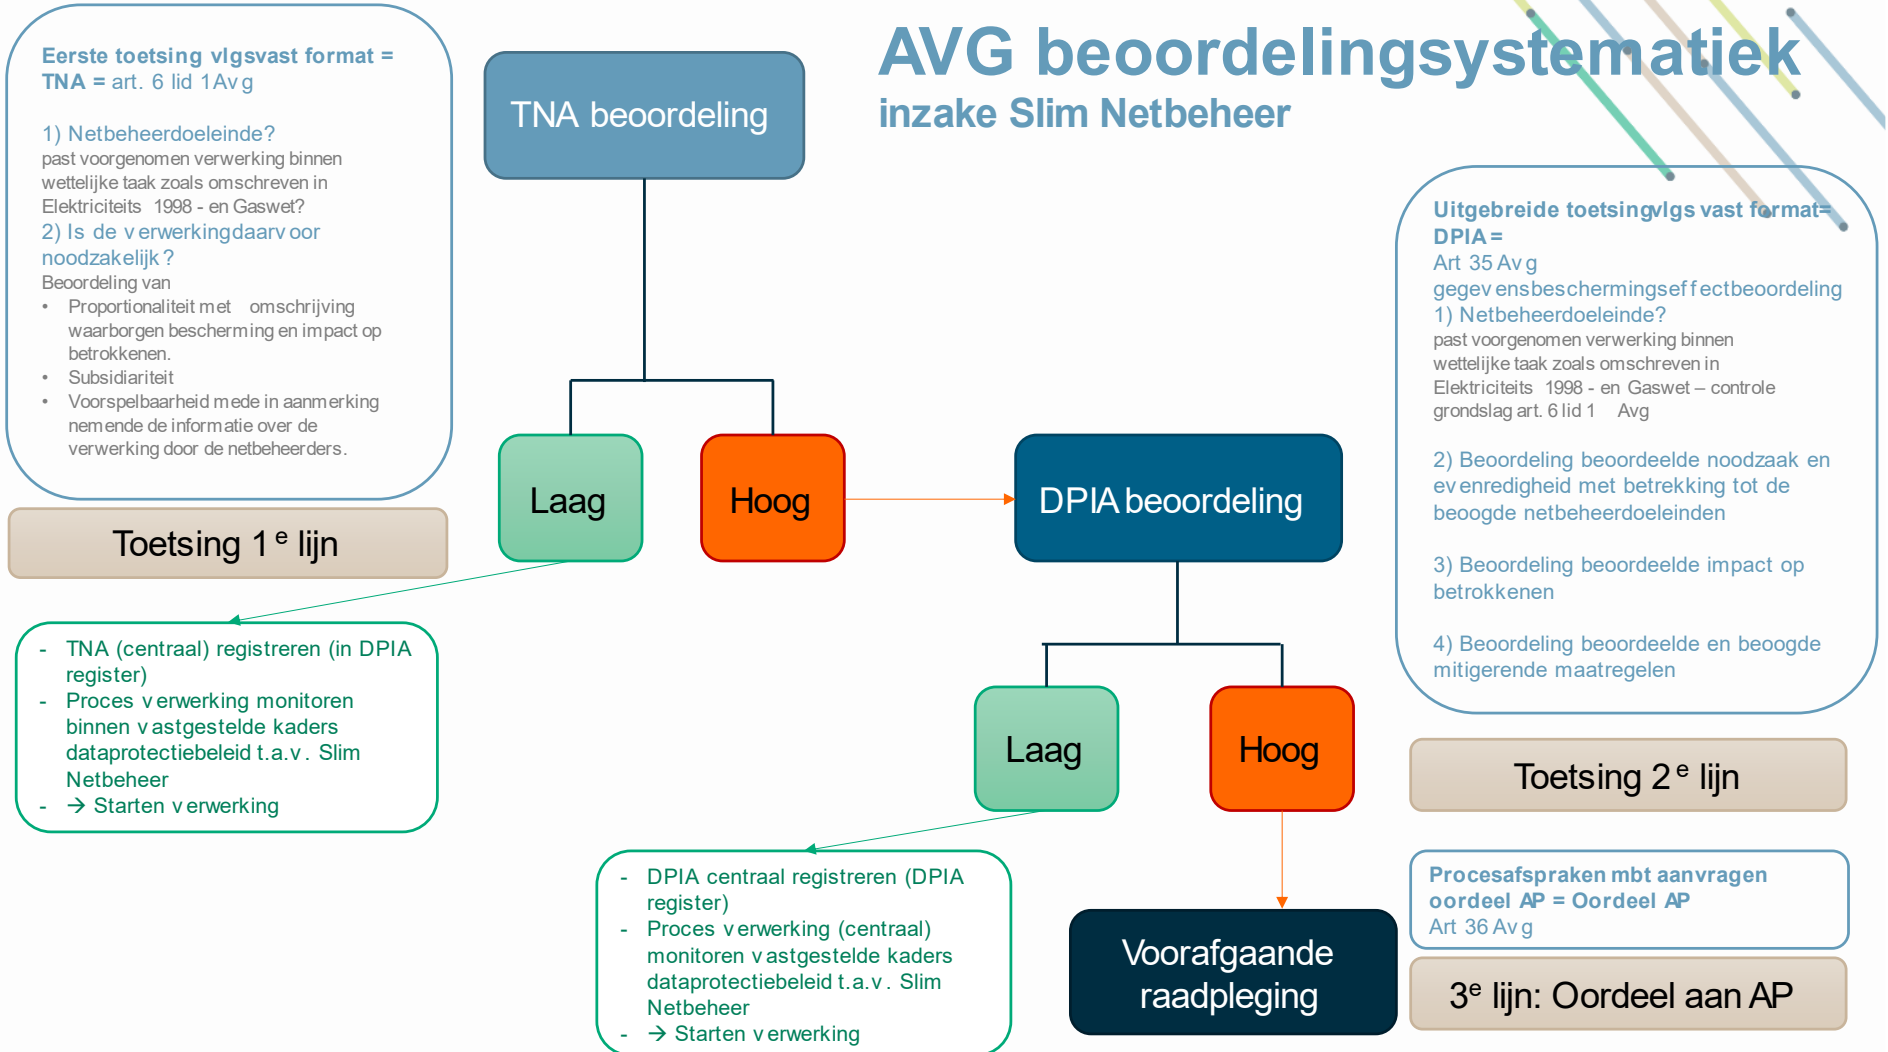 AVG beoordelingsystematiek
inzake Slim Netbeheer
Eerste toetsing vlgsvast format =
TNA = art. 6 lid 1Avg
1) Netbeheerdoeleinde?
past voorgenomen verwerking binnen
wettelijke taak zoals omschreven in
Elektriciteits 1998 - en Gaswet?
2) Is de verwerkingdaarvoor
noodzakelijk?
Beoordeling van
• Proportionaliteit met omschrijving
waarborgen bescherming en impact op
betrokkenen.
• Subsidiariteit
• Voorspelbaarheid mede in aanmerking
nemende de informatie over de
verwerking door de netbeheerders.
Toetsing 1e lijn
TNA beoordeling
Laag
Hoog
DPIA beoordeling
- TNA (centraal) registreren (in DPIA
register)
- Proces verwerking monitoren
binnen vastgestelde kaders
dataprotectiebeleid t.a.v. Slim
Netbeheer
- → Starten verwerking
Laag
Hoog
- DPIA centraal registreren (DPIA
register)
- Proces verwerking (centraal)
monitoren vastgestelde kaders
dataprotectiebeleid t.a.v. Slim
Netbeheer
- → Starten verwerking
Voorafgaande
raadpleging
Uitgebreide toetsingvlgs vast format=
DPIA =
Art 35 Avg
gegevensbeschermingseffectbeoordeling
1) Netbeheerdoeleinde?
past voorgenomen verwerking binnen
wettelijke taak zoals omschreven in
Elektriciteits 1998 - en Gaswet – controle
grondslag art. 6 lid 1 Avg
2) Beoordeling beoordeelde noodzaak en
evenredigheid met betrekking tot de
beoogde netbeheerdoeleinden
3) Beoordeling beoordeelde impact op
betrokkenen
4) Beoordeling beoordeelde en beoogde
mitigerende maatregelen
Toetsing 2e lijn
Procesafspraken mbt aanvragen
oordeel AP = Oordeel AP
Art 36 Avg
3e lijn: Oordeel aan AP